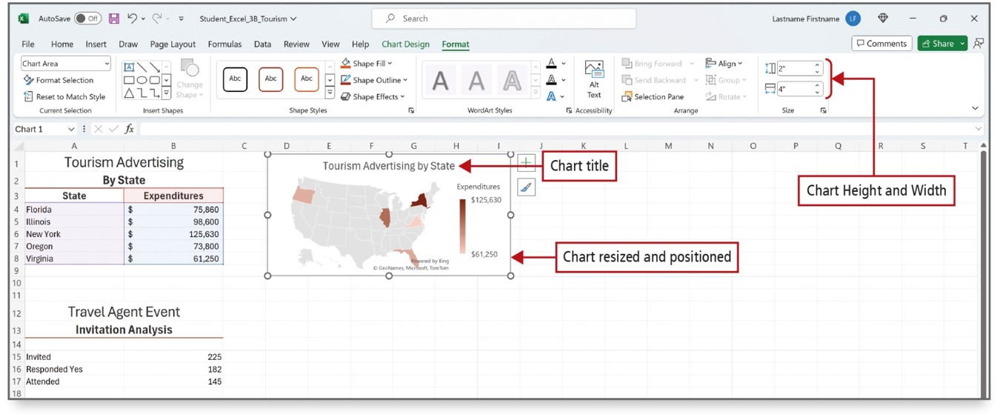 AutoSave Off Student_Excel_3B_Tourism Search Lastname Firstname LF
File Home Insert Draw Page Layout Formulas Data Review View Help Chart Design Format Comments Share
Chart Area
Format Selection
Reset to Match Style
Current Selection
Change
Shape
Insert Shapes
Abc Abc Abc
Shape Fill
Shape Outline
Shape Effects
Shape Styles
A A A
A
A
A
WordArt Styles
Alt
Text
Accessibility
Bring Forward
Send Backward
Selection Pane
Align
Group
Rotate
Arrange
2"
4"
Size
Chart 1 fx
A B C D E F G H I J K L M N O P Q R S T
1 Tourism Advertising
2 By State
3 State Expenditures
4 Florida $ 75,860
5 Illinois $ 98,600
6 New York $ 125,630
7 Oregon $ 73,800
8 Virginia $ 61,250
9
10
11
12 Travel Agent Event
13 Invitation Analysis
14
15 Invited 225
16 Responded Yes 182
17 Attended 145
18
Tourism Advertising by State
Expenditures
$125,630
$61,250
Powered by Bing
© GeoNames, Microsoft, TomTom
Chart title
Chart Height and Width
Chart resized and positioned